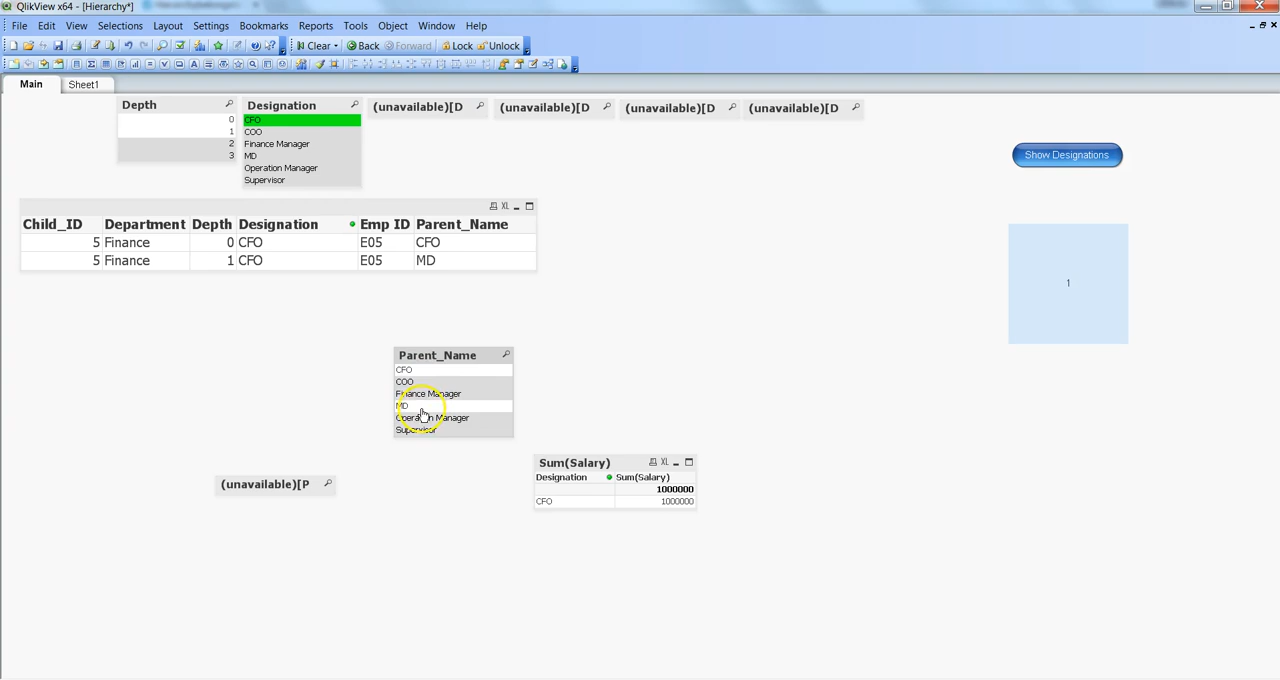 QlikView x64 - [Hierarchy*]
File Edit View Selections Layout Settings Bookmarks Reports Tools Object Window Help
Clear Back Forward Lock Unlock
Main Sheet1
Depth
0
1
2
3
Designation
CFO
COO
Finance Manager
MD
Operation Manager
Supervisor
(unavailable)[D
(unavailable)[D
(unavailable)[D
(unavailable)[D
Show Designations
XL
Child_ID Department Depth Designation Emp ID Parent_Name
5 Finance 0 CFO E05 CFO
5 Finance 1 CFO E05 MD
1
Parent_Name
CFO
COO
Finance Manager
MD
Operation Manager
Supervisor
(unavailable)[P
Sum(Salary) XL
Designation Sum(Salary)
1000000
CFO 1000000